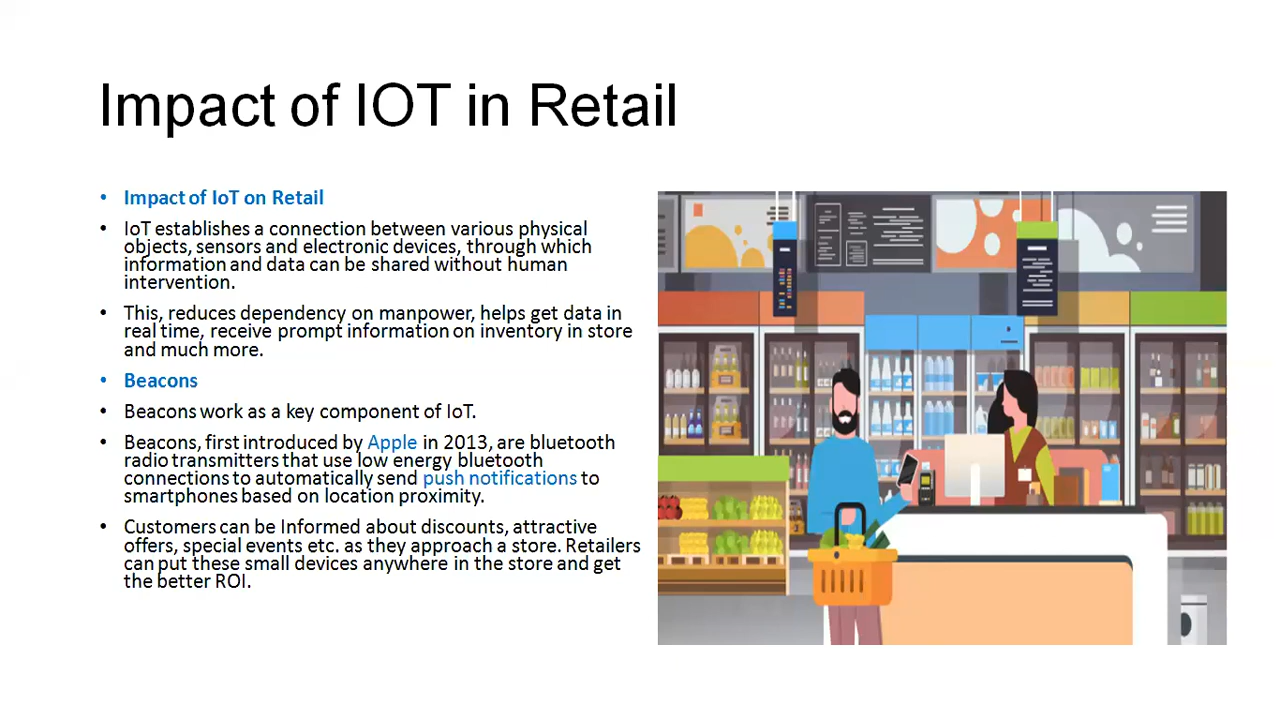 Impact of IOT in Retail
• Impact of IoT on Retail
• IoT establishes a connection between various physical
objects, sensors and electronic devices, through which
information and data can be shared without human
intervention.
• This, reduces dependency on manpower, helps get data in
real time, receive prompt information on inventory in store
and much more.
• Beacons
• Beacons work as a key component of IoT.
• Beacons, first introduced by Apple in 2013, are bluetooth
radio transmitters that use low energy bluetooth
connections to automatically send push notifications to
smartphones based on location proximity.
• Customers can be Informed about discounts, attractive
offers, special events etc. as they approach a store. Retailers
can put these small devices anywhere in the store and get
the better ROI.